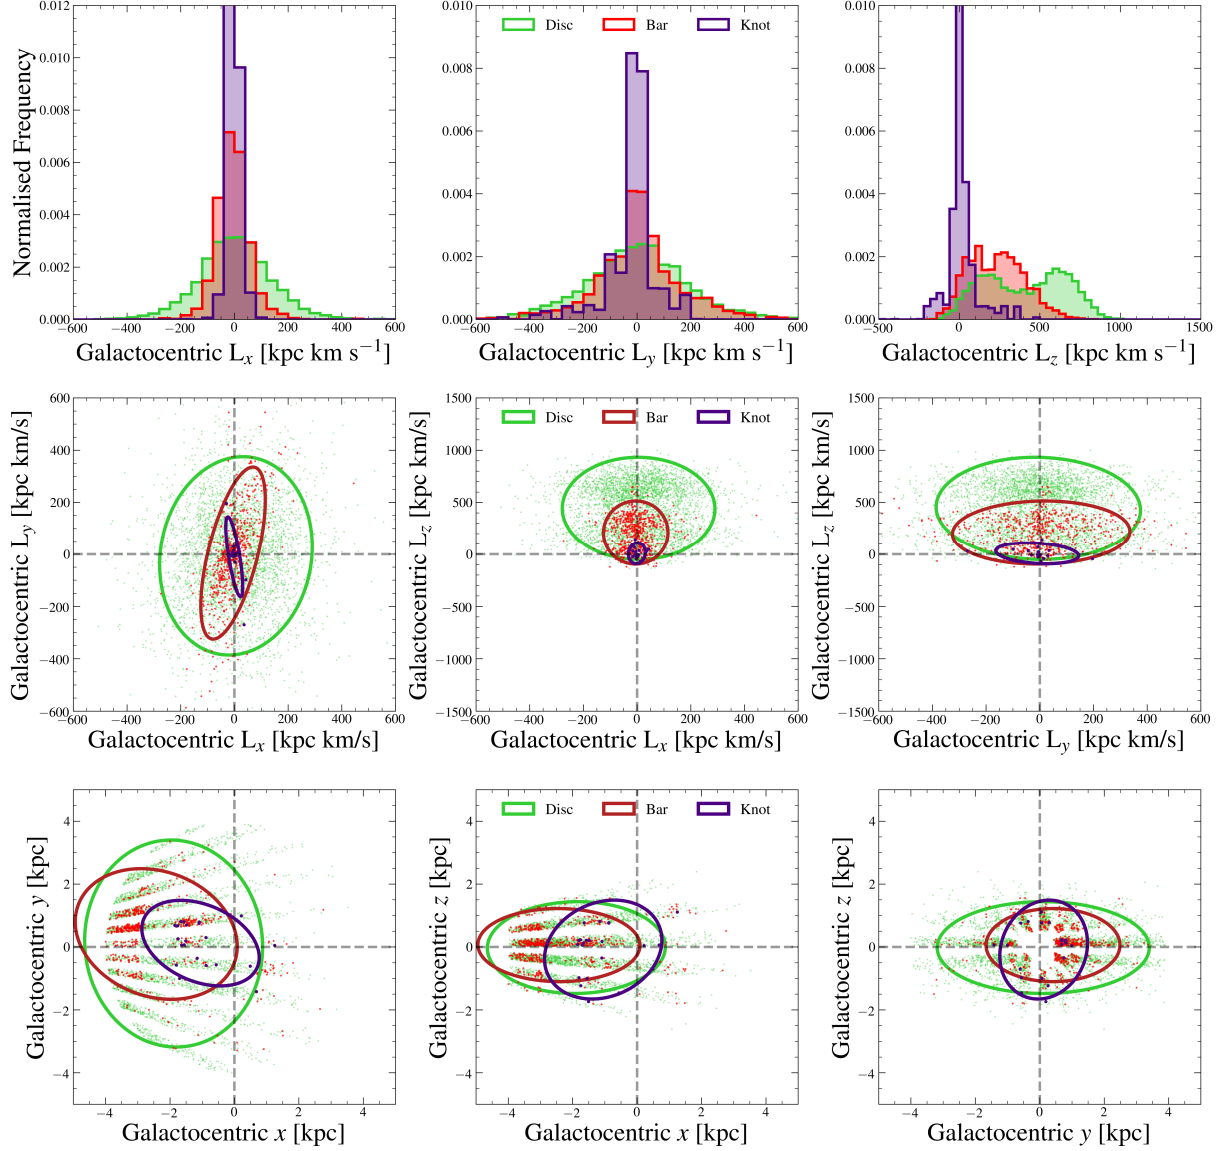 0.012
0.010
0.008
0.006
0.004
0.002
0.000
Normalised Frequency
−600 −400 −200 0 200 400 600
Galactocentric Lx [kpc km s−1]
Disc Bar Knot
0.010
0.008
0.006
0.004
0.002
0.000
−600 −400 −200 0 200 400 600
Galactocentric Ly [kpc km s−1]
0.010
0.008
0.006
0.004
0.002
0.000
−500 0 500 1000 1500
Galactocentric Lz [kpc km s−1]
600
400
200
0
−200
−400
−600
Galactocentric Ly [kpc km/s]
−600 −400 −200 0 200 400 600
Galactocentric Lx [kpc km/s]
Disc Bar Knot
1500
1000
500
0
−500
−1000
−1500
Galactocentric Lz [kpc km/s]
−600 −400 −200 0 200 400 600
Galactocentric Lx [kpc km/s]
1500
1000
500
0
−500
−1000
−1500
Galactocentric Lz [kpc km/s]
−600 −400 −200 0 200 400 600
Galactocentric Ly [kpc km/s]
4
2
0
−2
−4
Galactocentric y [kpc]
−4 −2 0 2 4
Galactocentric x [kpc]
Disc Bar Knot
4
2
0
−2
−4
Galactocentric z [kpc]
−4 −2 0 2 4
Galactocentric x [kpc]
4
2
0
−2
−4
Galactocentric z [kpc]
−4 −2 0 2 4
Galactocentric y [kpc]